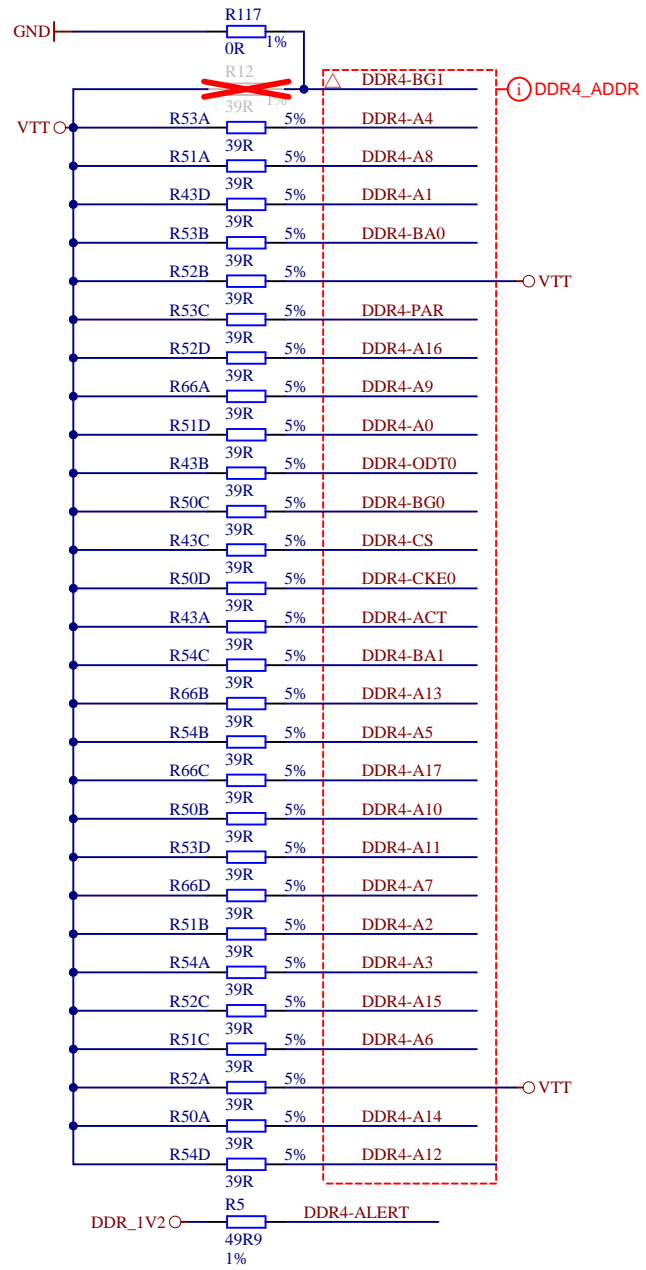 R117
GND
0R 1%
R12
DDR4-BG1
i DDR4_ADDR
39R 1%
VTT
R53A 5% DDR4-A4
39R
R51A 5% DDR4-A8
39R
R43D 5% DDR4-A1
39R
R53B 5% DDR4-BA0
39R
R52B 5% VTT
39R
R53C 5% DDR4-PAR
39R
R52D 5% DDR4-A16
39R
R66A 5% DDR4-A9
39R
R51D 5% DDR4-A0
39R
R43B 5% DDR4-ODT0
39R
R50C 5% DDR4-BG0
39R
R43C 5% DDR4-CS
39R
R50D 5% DDR4-CKE0
39R
R43A 5% DDR4-ACT
39R
R54C 5% DDR4-BA1
39R
R66B 5% DDR4-A13
39R
R54B 5% DDR4-A5
39R
R66C 5% DDR4-A17
39R
R50B 5% DDR4-A10
39R
R53D 5% DDR4-A11
39R
R66D 5% DDR4-A7
39R
R51B 5% DDR4-A2
39R
R54A 5% DDR4-A3
39R
R52C 5% DDR4-A15
39R
R51C 5% DDR4-A6
39R
R52A 5% VTT
39R
R50A 5% DDR4-A14
39R
R54D 5% DDR4-A12
39R
R5
DDR_1V2 DDR4-ALERT
49R9
1%